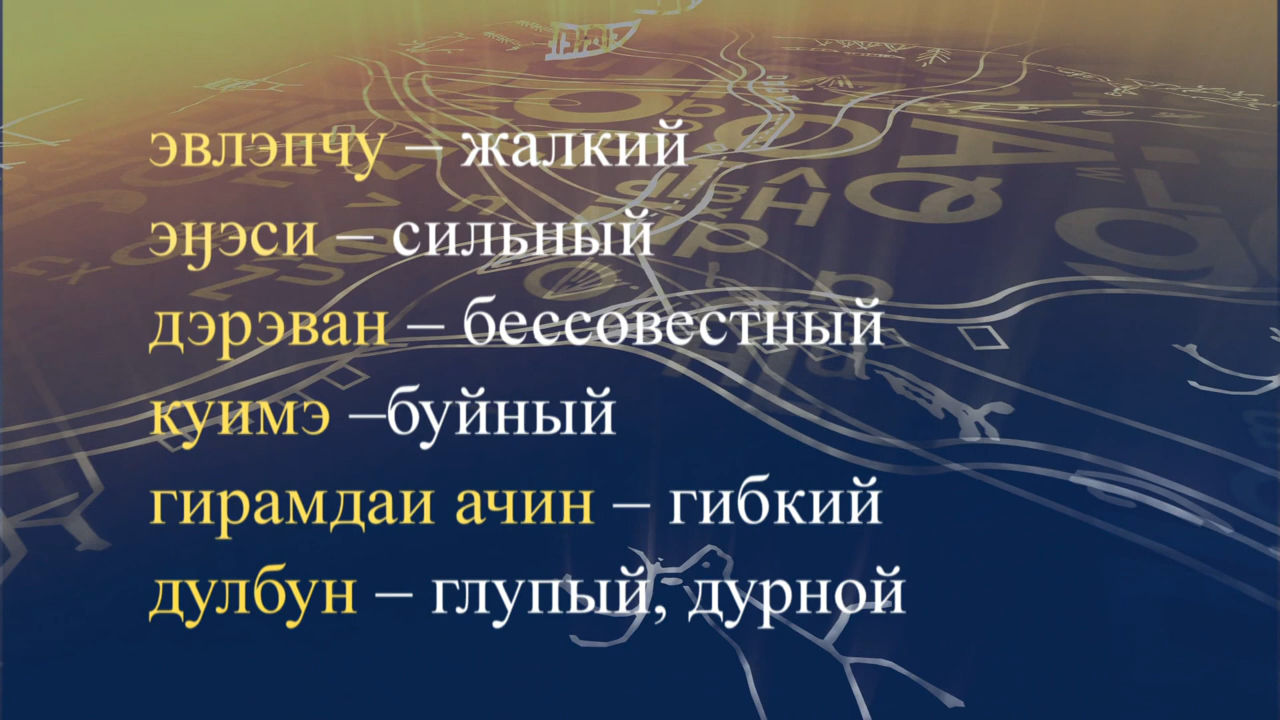 эвлэпчу – жалкий
эӈэси – сильный
дэрэван – бессовестный
куимэ –буйный
гирамдаи ачин – гибкий
дулбун – глупый, дурной